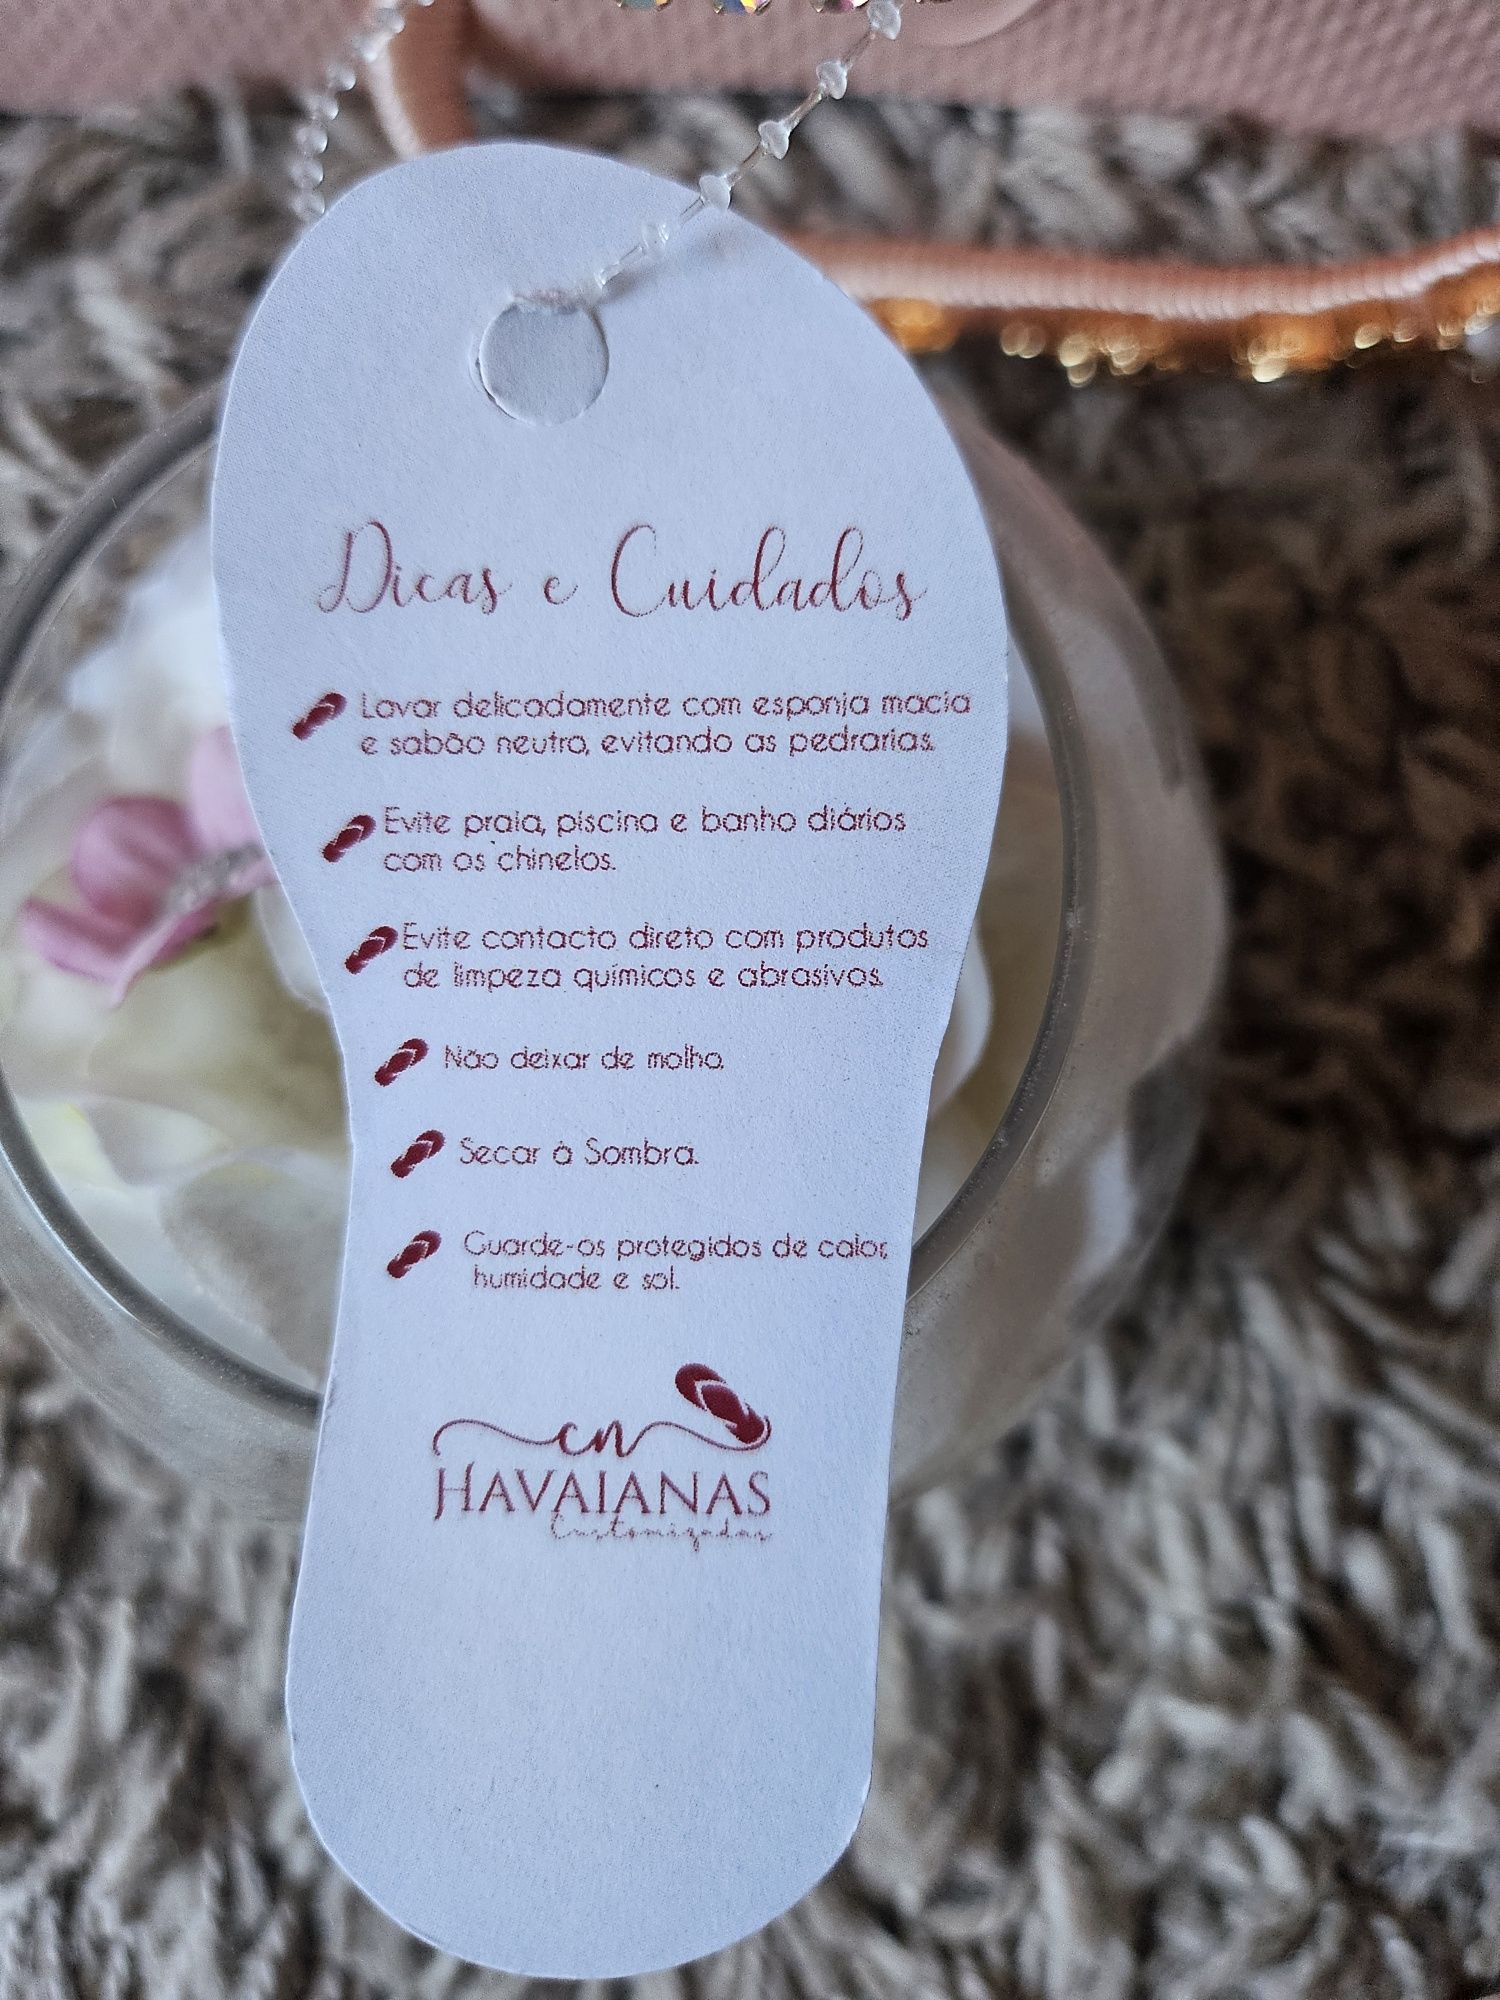 Dicas e Cuidados
Lavar delicadamente com esponja macia
e sabão neutro, evitando as pedrarias.
Evite praia, piscina e banho diários
com os chinelos.
Evite contacto direto com produtos
de limpeza químicos e abrasivos.
Não deixar de molho.
Secar à Sombra.
Guarde-os protegidos de calor,
humidade e sol.
cn
HAVAIANAS
Customizadas